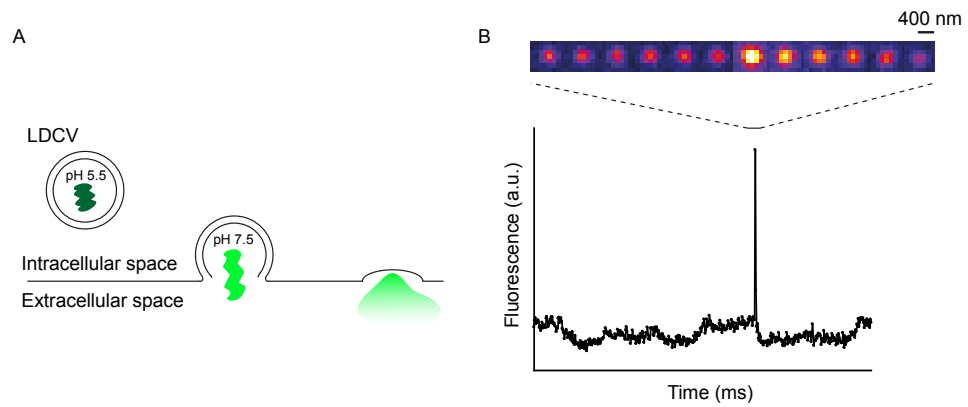 A
LDCV
pH 5.5
pH 7.5
Intracellular space
Extracellular space
B
400 nm
Fluorescence (a.u.)
Time (ms)